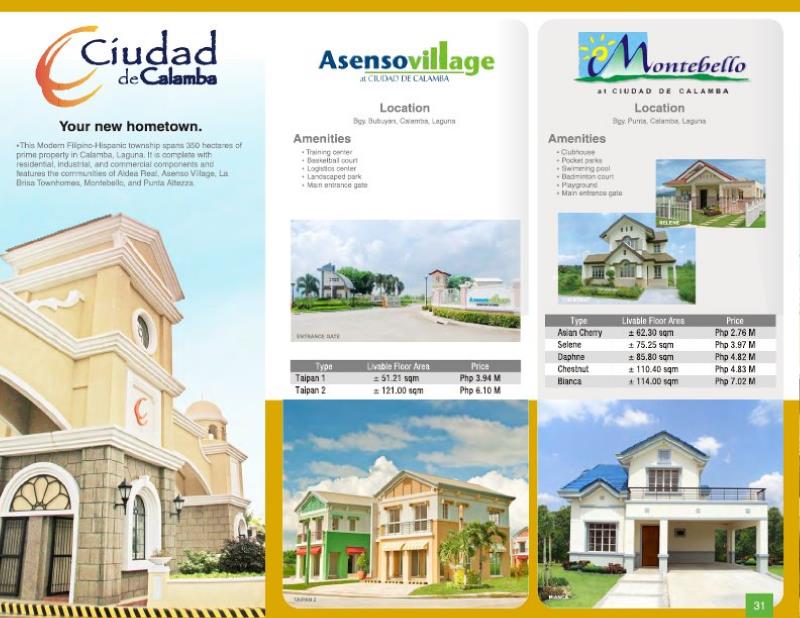 Ciudad
de Calamba
Your new hometown.
•This Modern Filipino-Hispanic township spans 350 hectares of
prime property in Calamba, Laguna. It is complete with
residential, industrial, and commercial components and
features the communities of Aldea Real, Asenso Village, La
Brisa Townhomes, Montebello, and Punta Altezza.
Asensovillage
at CIUDAD DE CALAMBA
Location
Bgy. Bubuyan, Calamba, Laguna
Amenities
• Training center
• Basketball court
• Logistics center
• Landscaped park
• Main entrance gate
ENTRANCE GATE
Type Livable Floor Area Price
Taipan 1 ± 51.21 sqm Php 3.94 M
Taipan 2 ± 121.00 sqm Php 6.10 M
TAIPAN 2
Montebello
at CIUDAD DE CALAMBA
Location
Bgy. Punta, Calamba, Laguna
Amenities
• Clubhouse
• Pocket parks
• Swimming pool
• Badminton court
• Playground
• Main entrance gate
SELENE
Type Livable Floor Area Price
Asian Cherry ± 62.30 sqm Php 2.76 M
Selene ± 75.25 sqm Php 3.97 M
Daphne ± 85.80 sqm Php 4.82 M
Chestnut ± 110.40 sqm Php 4.83 M
Bianca ± 114.00 sqm Php 7.02 M
BIANCA
31